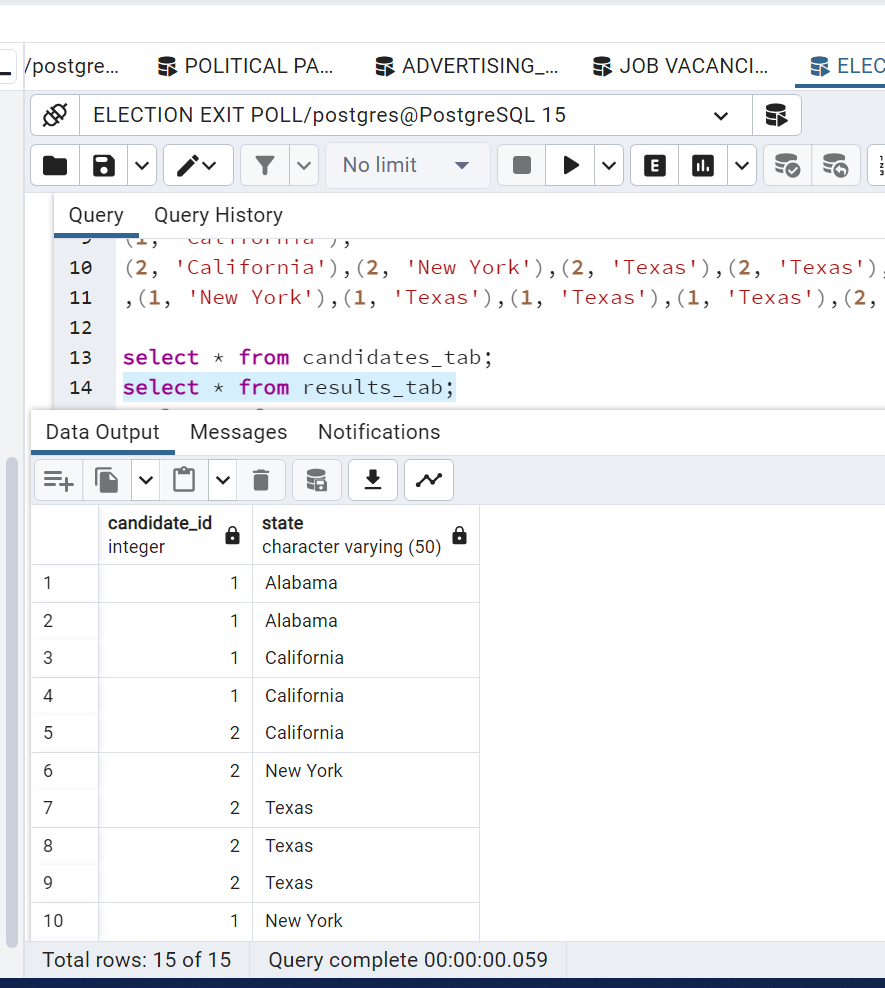 /postgre... POLITICAL PA... ADVERTISING_... JOB VACANCI... ELEC
ELECTION EXIT POLL/postgres@PostgreSQL 15
No limit E
Query Query History
9 (1, 'California'),
10 (2, 'California'),(2, 'New York'),(2, 'Texas'),(2, 'Texas'),
11 ,(1, 'New York'),(1, 'Texas'),(1, 'Texas'),(1, 'Texas'),(2,
12
13 select * from candidates_tab;
14 select * from results_tab;
Data Output Messages Notifications
candidate_id state
integer character varying (50)
1 1 Alabama
2 1 Alabama
3 1 California
4 1 California
5 2 California
6 2 New York
7 2 Texas
8 2 Texas
9 2 Texas
10 1 New York
Total rows: 15 of 15 Query complete 00:00:00.059